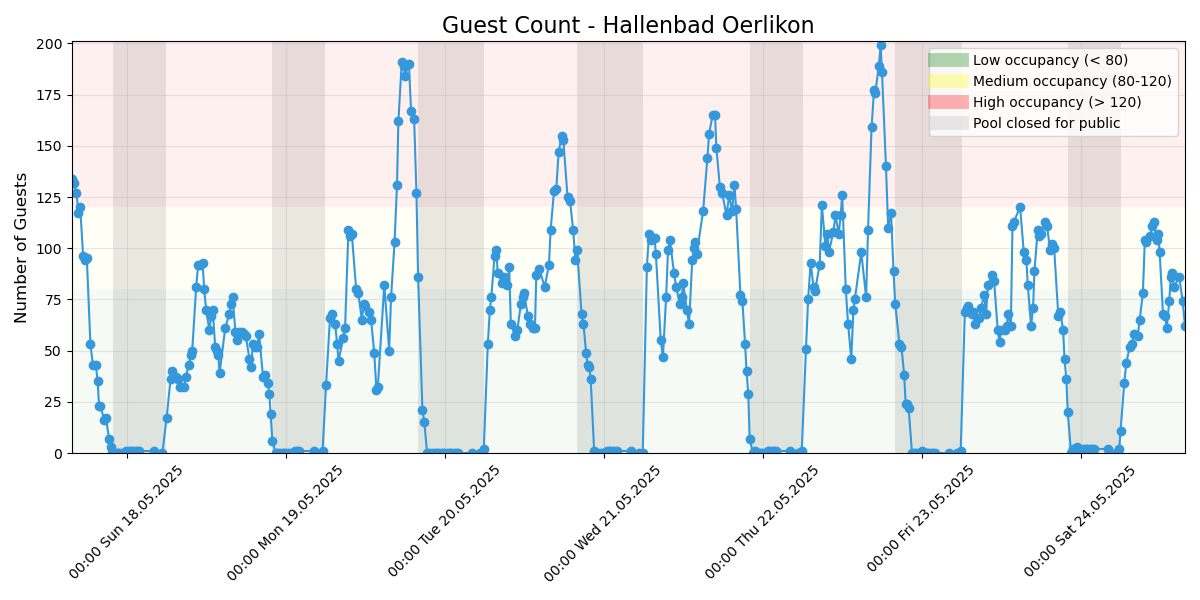 Guest Count - Hallenbad Oerlikon
Number of Guests
200
175
150
125
100
75
50
25
0
Low occupancy (< 80)
Medium occupancy (80-120)
High occupancy (> 120)
Pool closed for public
00:00 Sun 18.05.2025
00:00 Mon 19.05.2025
00:00 Tue 20.05.2025
00:00 Wed 21.05.2025
00:00 Thu 22.05.2025
00:00 Fri 23.05.2025
00:00 Sat 24.05.2025